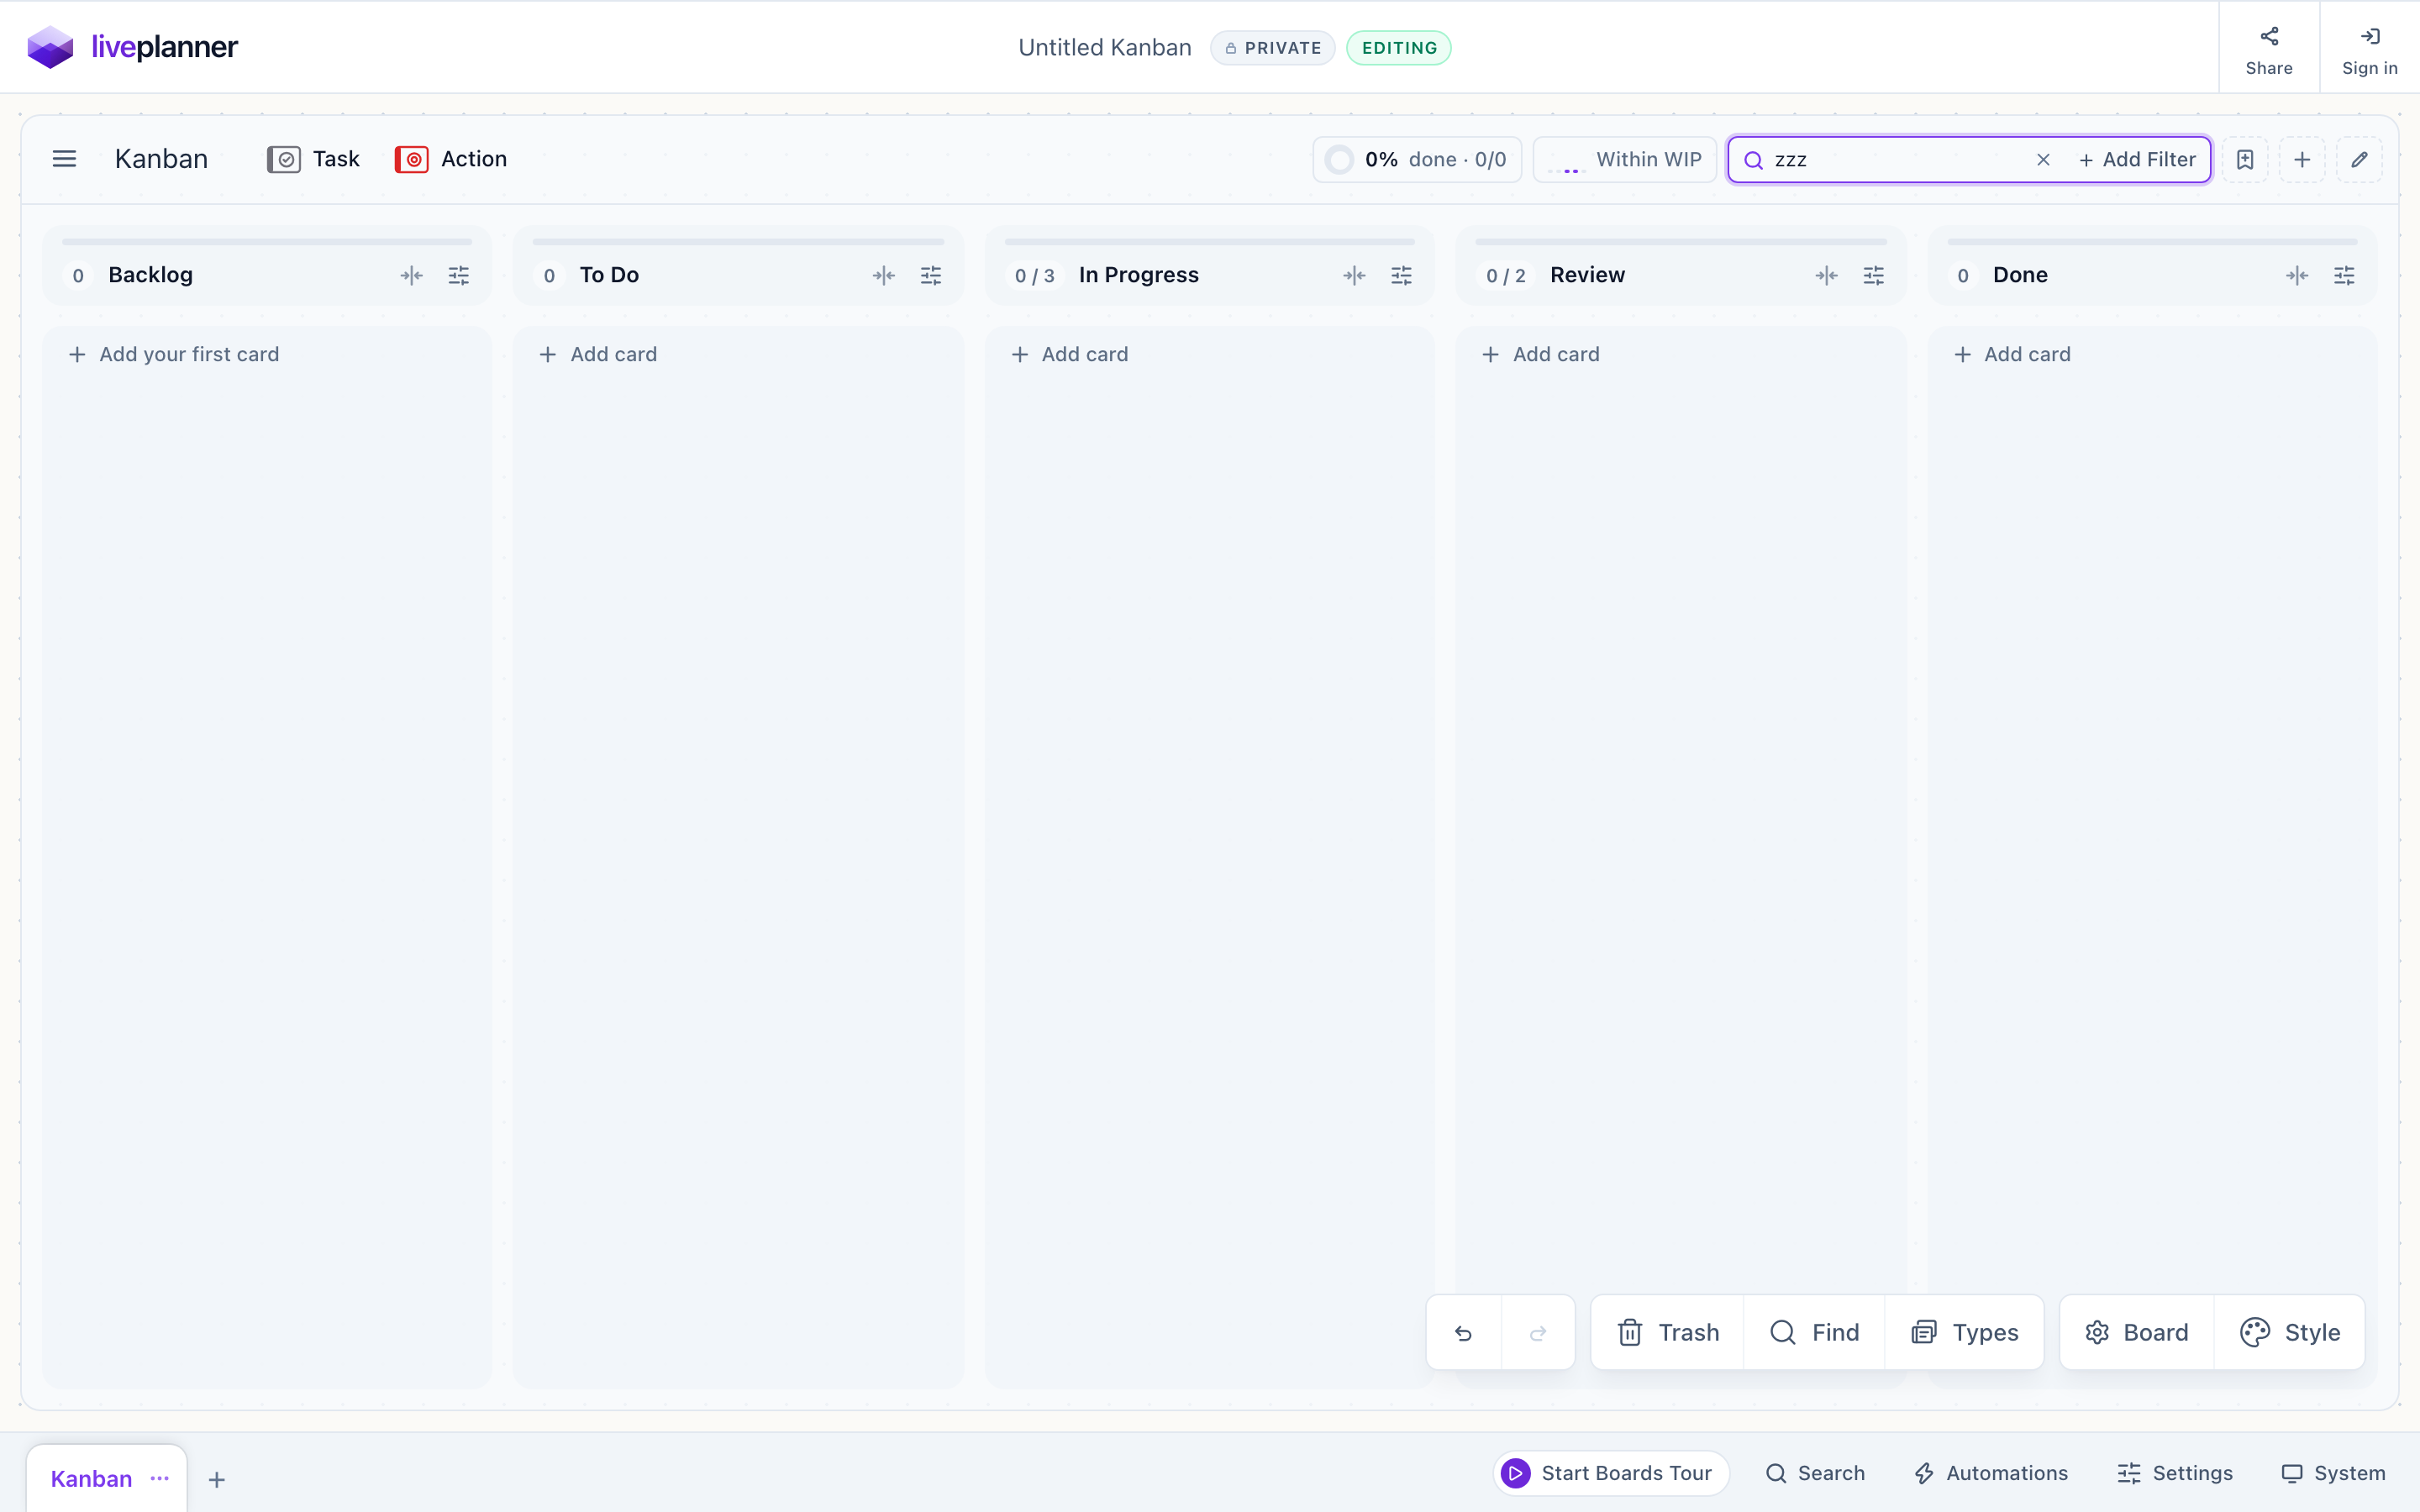 liveplanner
Untitled Kanban
PRIVATE
EDITING
Share
Sign in
Kanban
Task
Action
0% done · 0/0
Within WIP
zzz
+ Add Filter
0 Backlog
0 To Do
0 / 3 In Progress
0 / 2 Review
0 Done
+ Add your first card
+ Add card
+ Add card
+ Add card
+ Add card
Trash
Find
Types
Board
Style
Kanban ···
+
Start Boards Tour
Search
Automations
Settings
System